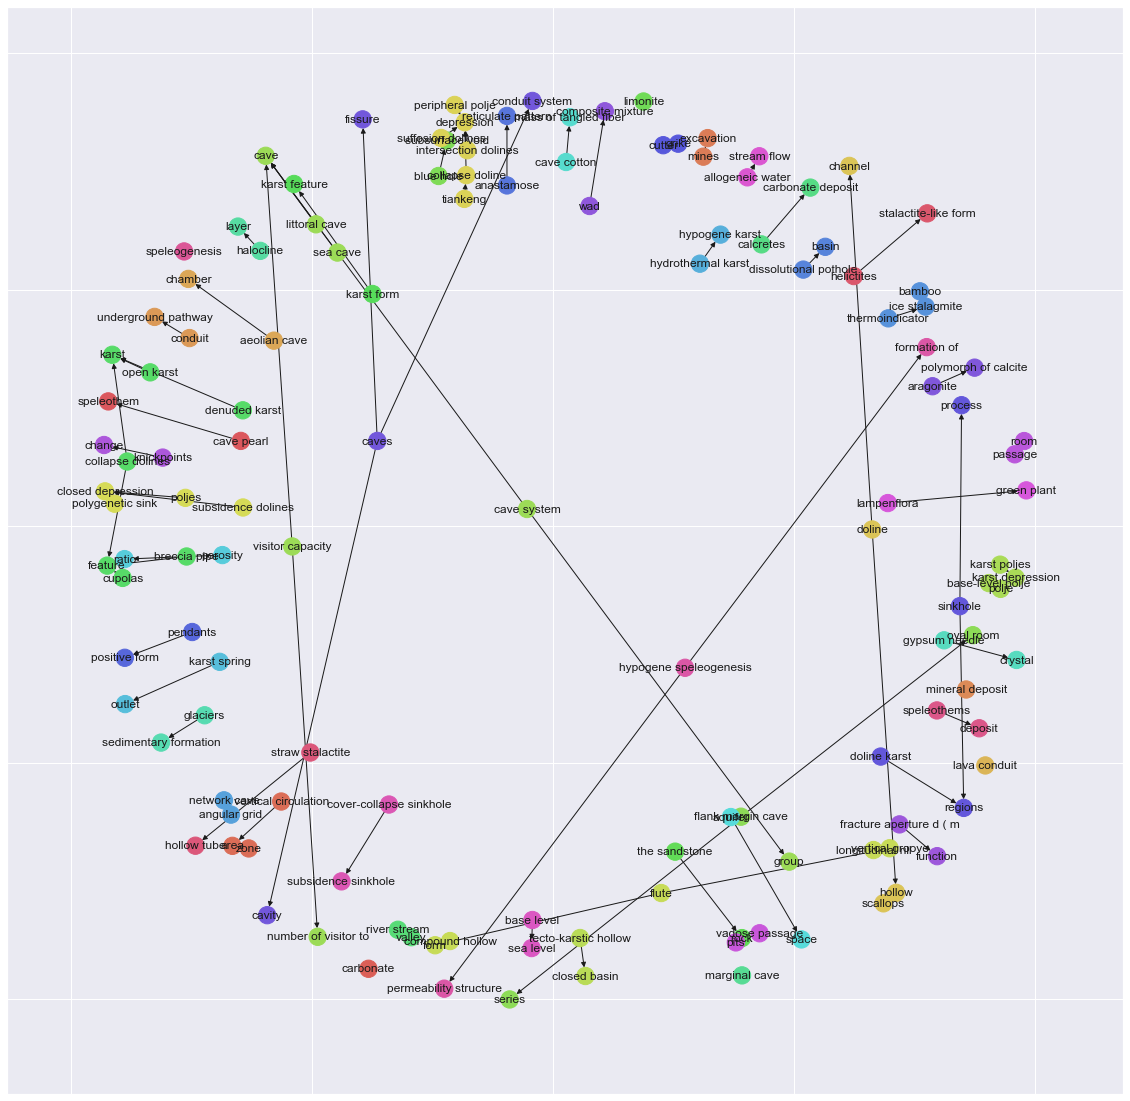 conduit system
peripheral polje
limonite
composite mixture
reticulate pattern
mass of tangled fiber
fissure
depression
suffosion dolines
subsurface void
excavation
cutter
grike
intersection dolines
mines
stream flow
cave
cave cotton
channel
karst feature
blue hole
collapse doline
allogeneic water
anastamose
carbonate deposit
tiankeng
wad
stalactite-like form
layer
littoral cave
hypogene karst
speleogenesis
halocline
sea cave
calcretes
basin
hydrothermal karst
dissolutional pothole
chamber
helictites
karst form
bamboo
ice stalagmite
underground pathway
thermoindicator
conduit
aeolian cave
formation of
karst
open karst
polymorph of calcite
aragonite
speleothem
denuded karst
process
cave pearl
caves
room
change
knickpoints
passage
collapse dolines
closed depression
poljes
green plant
polygenetic sink
subsidence dolines
lampenflora
cave system
doline
visitor capacity
ratio
breccia pipe
porosity
feature
karst poljes
cupolas
karst depression
base-level polje
polje
sinkhole
pendants
oval room
gypsum needle
positive form
karst spring
crystal
hypogene speleogenesis
mineral deposit
outlet
glaciers
speleothems
deposit
sedimentary formation
straw stalactite
doline karst
lava conduit
network cave
vertical circulation
cover-collapse sinkhole
regions
angular grid
flank margin cave
aquifer
fracture aperture d ( m
hollow tube
area
zone
the sandstone
longitudinal hill
vertical groove
function
group
subsidence sinkhole
flute
hollow
scallops
cavity
base level
number of visitor to
river stream
valley
compound hollow
form
tecto-karstic hollow
vadose passage
rock
pits
space
sea level
carbonate
closed basin
marginal cave
permeability structure
series